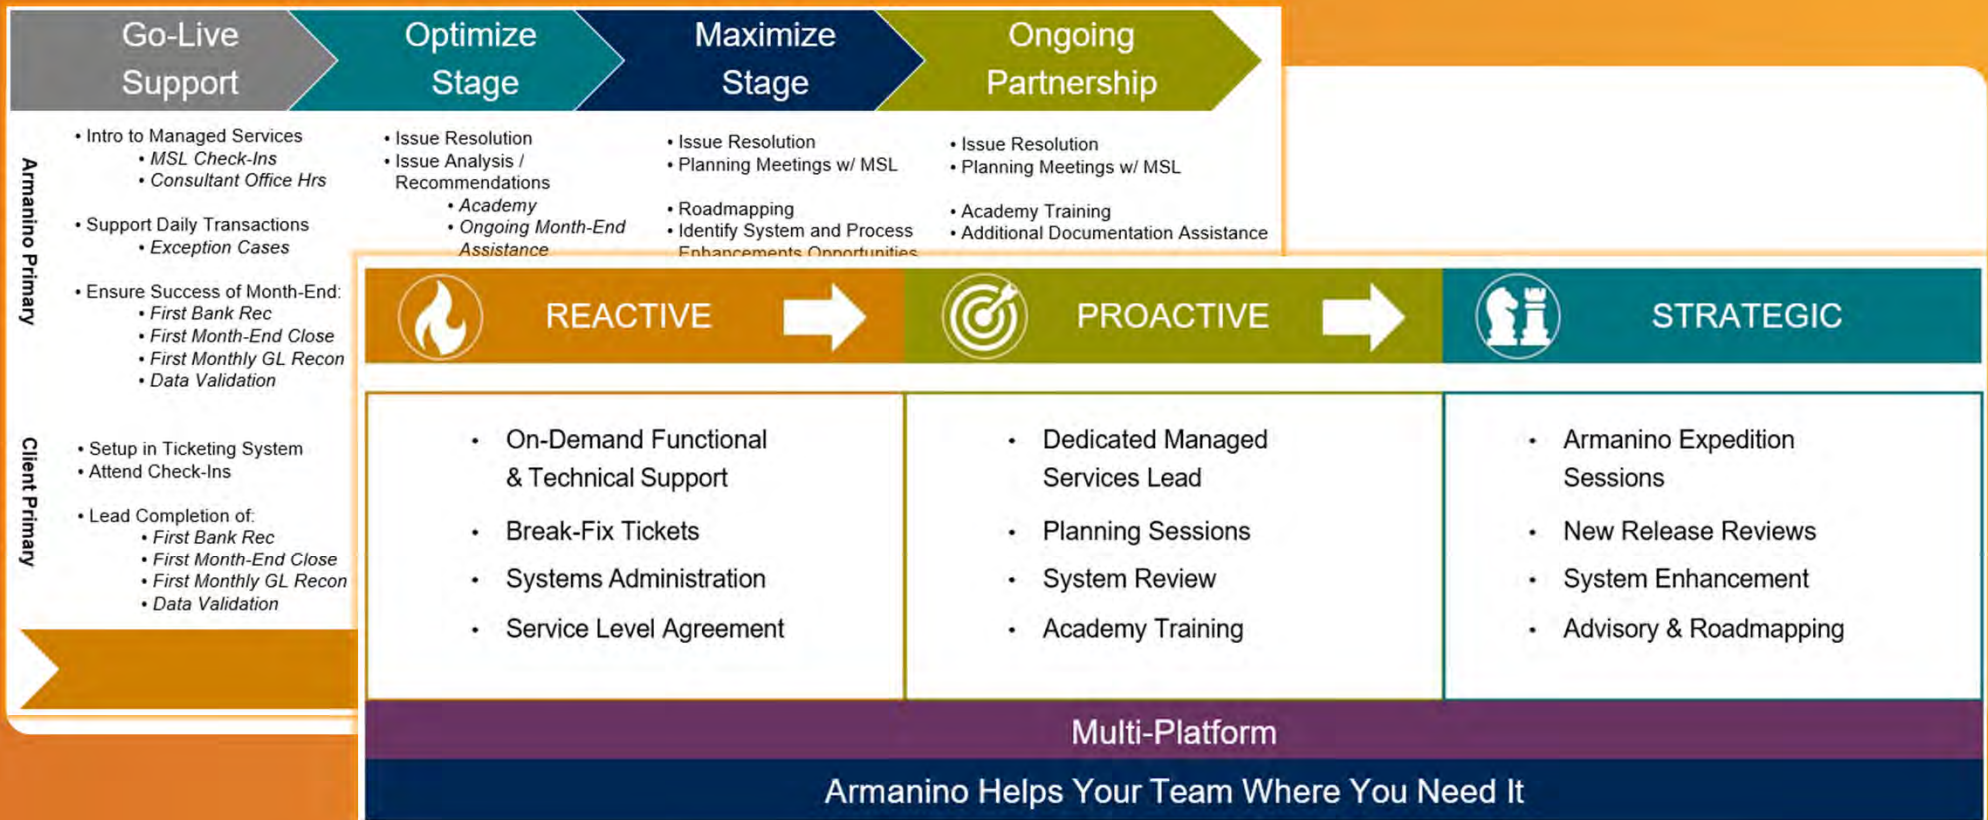 Go-Live
Support
Optimize
Stage
Maximize
Stage
Ongoing
Partnership
Armanino Primary
• Intro to Managed Services
• MSL Check-Ins
• Consultant Office Hrs
• Support Daily Transactions
• Exception Cases
• Ensure Success of Month-End:
• First Bank Rec
• First Month-End Close
• First Monthly GL Recon
• Data Validation
Client Primary
• Setup in Ticketing System
• Attend Check-Ins
• Lead Completion of:
• First Bank Rec
• First Month-End Close
• First Monthly GL Recon
• Data Validation
• Issue Resolution
• Issue Analysis /
Recommendations
• Academy
• Ongoing Month-End
Assistance
• Issue Resolution
• Planning Meetings w/ MSL
• Roadmapping
• Identify System and Process
Enhancements Opportunities
• Issue Resolution
• Planning Meetings w/ MSL
• Academy Training
• Additional Documentation Assistance
REACTIVE
PROACTIVE
STRATEGIC
• On-Demand Functional
& Technical Support
• Break-Fix Tickets
• Systems Administration
• Service Level Agreement
• Dedicated Managed
Services Lead
• Planning Sessions
• System Review
• Academy Training
• Armanino Expedition
Sessions
• New Release Reviews
• System Enhancement
• Advisory & Roadmapping
Multi-Platform
Armanino Helps Your Team Where You Need It